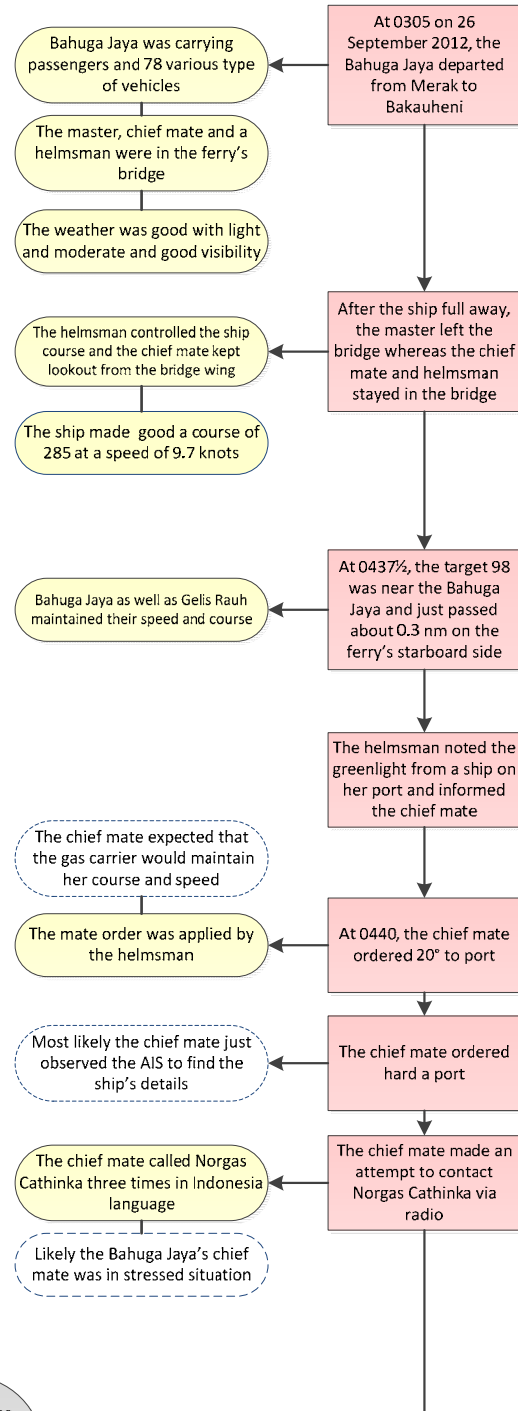 At 0305 on 26
September 2012, the
Bahuga Jaya departed
from Merak to
Bakauheni
Bahuga Jaya was carrying
passengers and 78 various type
of vehicles
The master, chief mate and a
helmsman were in the ferry's
bridge
The weather was good with light
and moderate and good visibility
After the ship full away,
the master left the
bridge whereas the chief
mate and helmsman
stayed in the bridge
The helmsman controlled the ship
course and the chief mate kept
lookout from the bridge wing
The ship made good a course of
285 at a speed of 9.7 knots
At 0437½, the target 98
was near the Bahuga
Jaya and just passed
about 0.3 nm on the
ferry's starboard side
Bahuga Jaya as well as Gelis Rauh
maintained their speed and course
The helmsman noted the
greenlight from a ship on
her port and informed
the chief mate
The chief mate expected that
the gas carrier would maintain
her course and speed
The mate order was applied by
the helmsman
At 0440, the chief mate
ordered 20° to port
Most likely the chief mate just
observed the AIS to find the
ship's details
The chief mate ordered
hard a port
The chief mate made an
attempt to contact
Norgas Cathinka via
radio
The chief mate called Norgas
Cathinka three times in Indonesia
language
Likely the Bahuga Jaya's chief
mate was in stressed situation